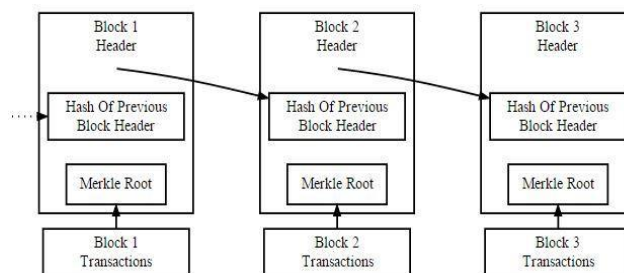 Block 1
Header
Hash Of Previous
Block Header
Merkle Root
Block 1
Transactions
Block 2
Header
Hash Of Previous
Block Header
Merkle Root
Block 2
Transactions
Block 3
Header
Hash Of Previous
Block Header
Merkle Root
Block 3
Transactions